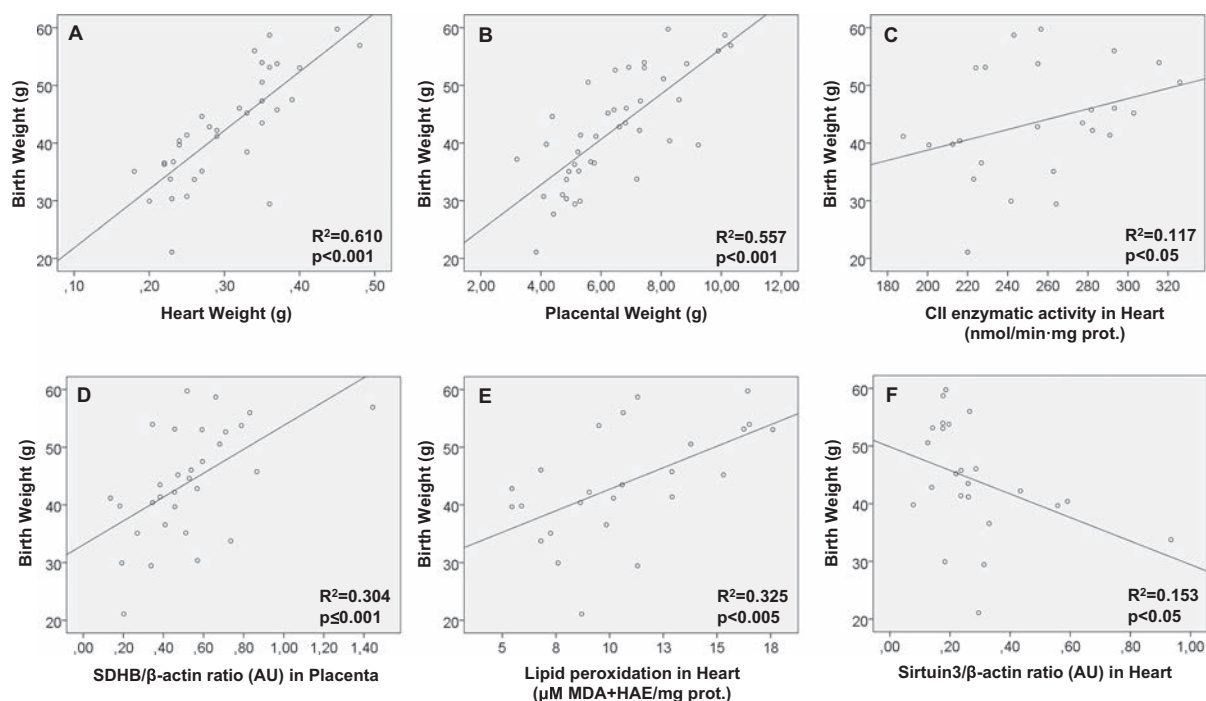 A
Birth Weight (g)
60
50
40
30
20
R²=0.610
p<0.001
,10
,20
,30
,40
,50
Heart Weight (g)
B
Birth Weight (g)
60
50
40
30
20
R²=0.557
p<0.001
2,00
4,00
6,00
8,00
10,00
12,00
Placental Weight (g)
C
Birth Weight (g)
60
50
40
30
20
R²=0.117
p<0.05
180
200
220
240
260
280
300
320
CII enzymatic activity in Heart
(nmol/min·mg prot.)
D
Birth Weight (g)
60
50
40
30
20
R²=0.304
p≤0.001
,00
,20
,40
,60
,80
1,00
1,20
1,40
SDHB/β-actin ratio (AU) in Placenta
E
Birth Weight (g)
60
50
40
30
20
R²=0.325
p<0.005
5
8
10
13
15
18
Lipid peroxidation in Heart
(µM MDA+HAE/mg prot.)
F
Birth Weight (g)
60
50
40
30
20
R²=0.153
p<0.05
,00
,20
,40
,60
,80
1,00
Sirtuin3/β-actin ratio (AU) in Heart